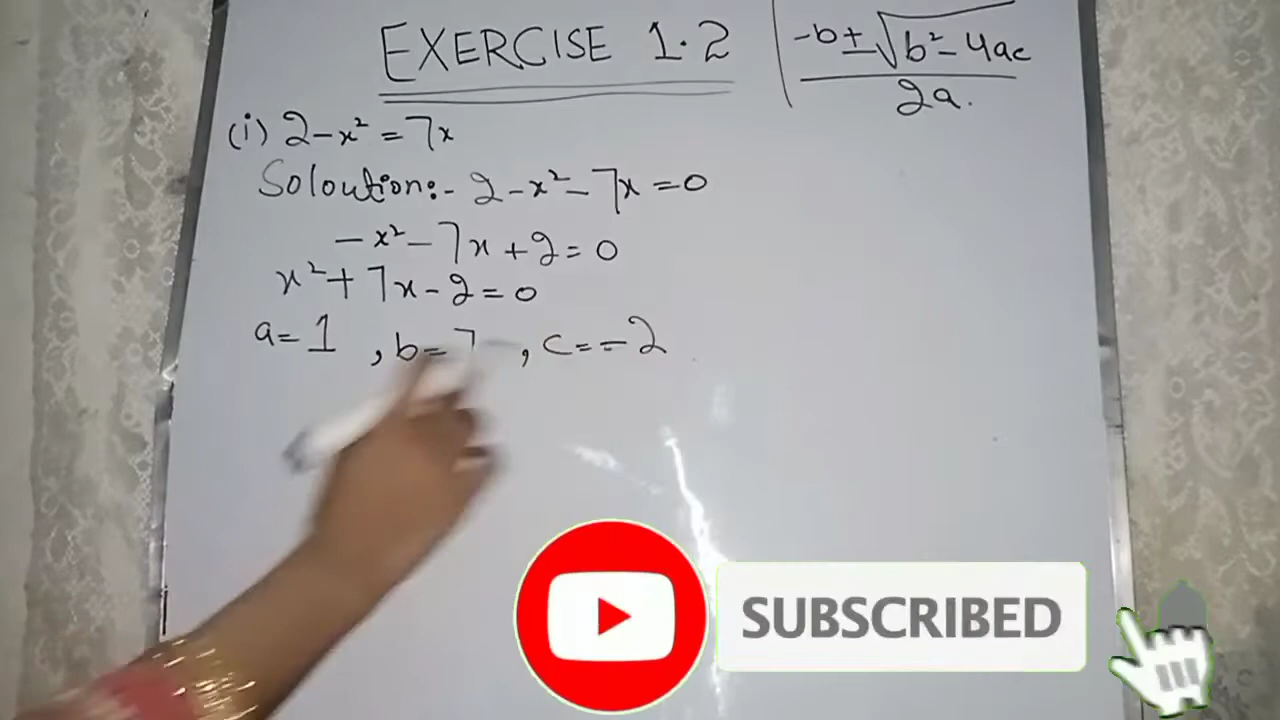 EXERCISE 1.2
-b±√b²-4ac
2a.
(i) 2-x² = 7x
Soloution:- 2-x²-7x=0
-x²-7x+2=0
x²+7x-2=0
a=1 , b=7 , c=-2
SUBSCRIBED